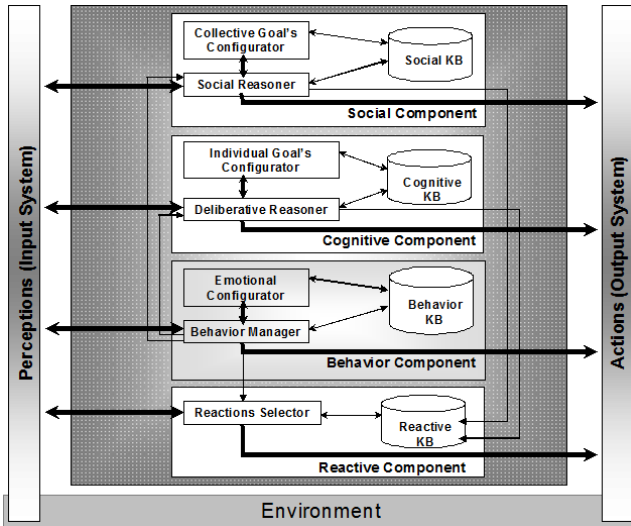 Perceptions (Input System)
Collective Goal's
Configurator
Social KB
Social Reasoner
Social Component
Individual Goal's
Configurator
Cognitive
KB
Deliberative Reasoner
Cognitive Component
Emotional
Configurator
Behavior
KB
Behavior Manager
Behavior Component
Reactions Selector
Reactive
KB
Reactive Component
Actions (Output System)
Environment